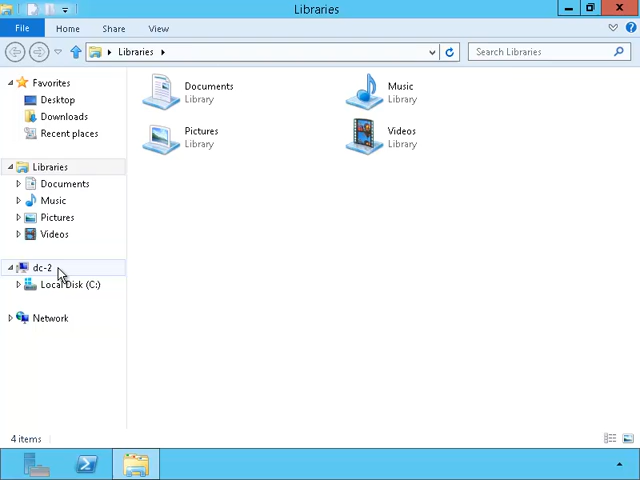 Libraries
File Home Share View
Libraries
Search Libraries
Favorites
Desktop
Downloads
Recent places
Libraries
Documents
Music
Pictures
Videos
dc-2
Local Disk (C:)
Network
Documents
Library
Music
Library
Pictures
Library
Videos
Library
4 items